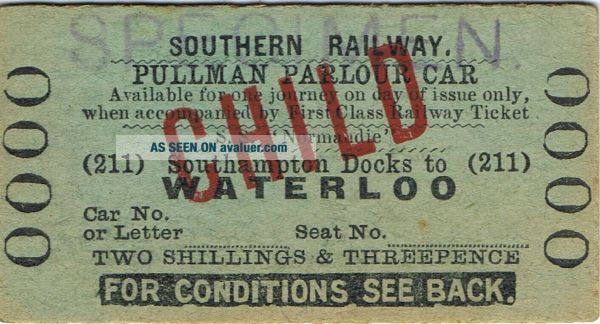 SPECIMEN.
SOUTHERN RAILWAY.
PULLMAN PARLOUR CAR
Available for one journey on day of issue only,
when accompanied by First Class Railway Ticket
'Normandie'
CHILD
AS SEEN ON avaluer.com
(211) Southampton Docks to (211)
WATERLOO
Car No.
or Letter Seat No.
TWO SHILLINGS & THREEPENCE
FOR CONDITIONS SEE BACK.
0000
0000